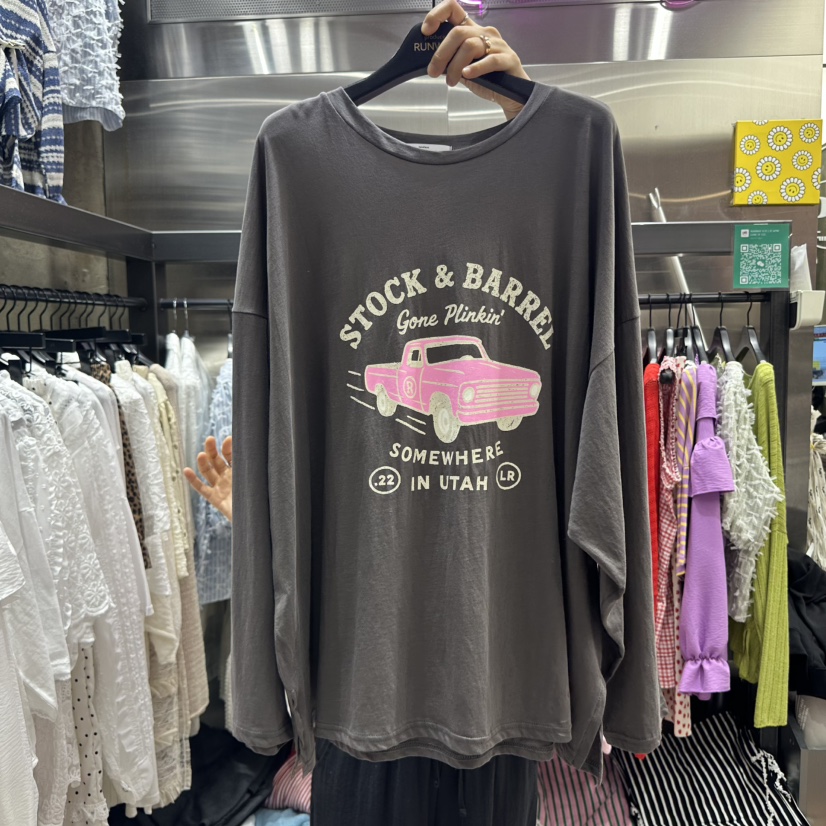 STOCK & BARREL
Gone Plinkin'
R
SOMEWHERE
.22 IN UTAH LR